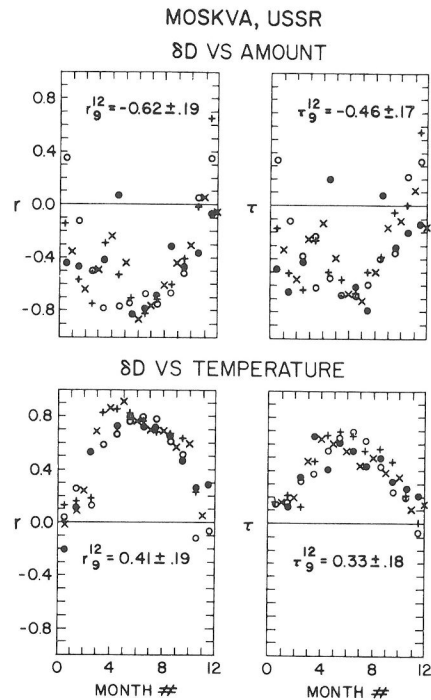 MOSKVA, USSR
δD VS AMOUNT
0.8
0.4
r 0.0
-0.4
-0.8
r₉¹² = -0.62 ± .19
τ
τ₉¹² = -0.46 ± .17
δD VS TEMPERATURE
0.8
0.4
r 0.0
-0.4
-0.8
r₉¹² = 0.41 ± .19
τ
τ₉¹² = 0.33 ± .18
0 4 8 12
0 4 8 12
MONTH # MONTH #